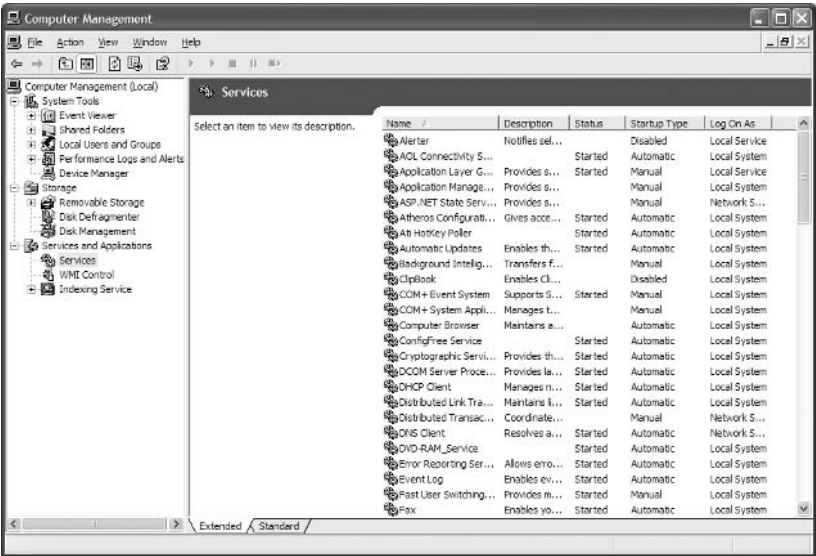 Computer Management
File Action View Window Help
Computer Management (Local)
System Tools
Event Viewer
Shared Folders
Local Users and Groups
Performance Logs and Alerts
Device Manager
Storage
Removable Storage
Disk Defragmenter
Disk Management
Services and Applications
Services
WMI Control
Indexing Service
Services
Select an item to view its description.
Name Description Status Startup Type Log On As
Alerter Notifies sel... Disabled Local Service
AOL Connectivity S... Started Automatic Local System
Application Layer G... Provides s... Started Manual Local Service
Application Manage... Provides s... Manual Local System
ASP.NET State Serv... Provides s... Manual Network S...
Atheros Configurati... Gives acce... Started Automatic Local System
Ati HotKey Poller Started Automatic Local System
Automatic Updates Enables th... Started Automatic Local System
Background Intellig... Transfers f... Manual Local System
ClipBook Enables Cli... Disabled Local System
COM+ Event System Supports S... Started Manual Local System
COM+ System Appli... Manages t... Manual Local System
Computer Browser Maintains a... Automatic Local System
ConfigFree Service Started Automatic Local System
Cryptographic Servi... Provides th... Started Automatic Local System
DCOM Server Proce... Provides la... Started Automatic Local System
DHCP Client Manages n... Started Automatic Local System
Distributed Link Tra... Maintains li... Started Automatic Local System
Distributed Transac... Coordinate... Manual Network S...
DNS Client Resolves a... Started Automatic Network S...
DVD-RAM_Service Started Automatic Local System
Error Reporting Ser... Allows erro... Started Automatic Local System
Event Log Enables ev... Started Automatic Local System
Fast User Switching... Provides m... Started Manual Local System
Fax Enables yo... Started Automatic Local System
Extended Standard